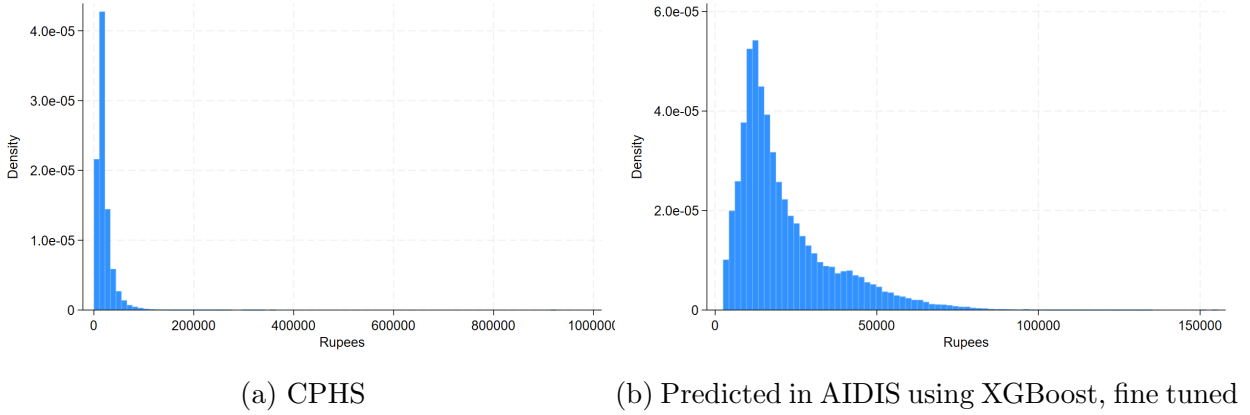 4.0e-05
3.0e-05
2.0e-05
1.0e-05
0
Density
0 200000 400000 600000 800000 1000000
Rupees
(a) CPHS
6.0e-05
4.0e-05
2.0e-05
0
Density
0 50000 100000 150000
Rupees
(b) Predicted in AIDIS using XGBoost, fine tuned